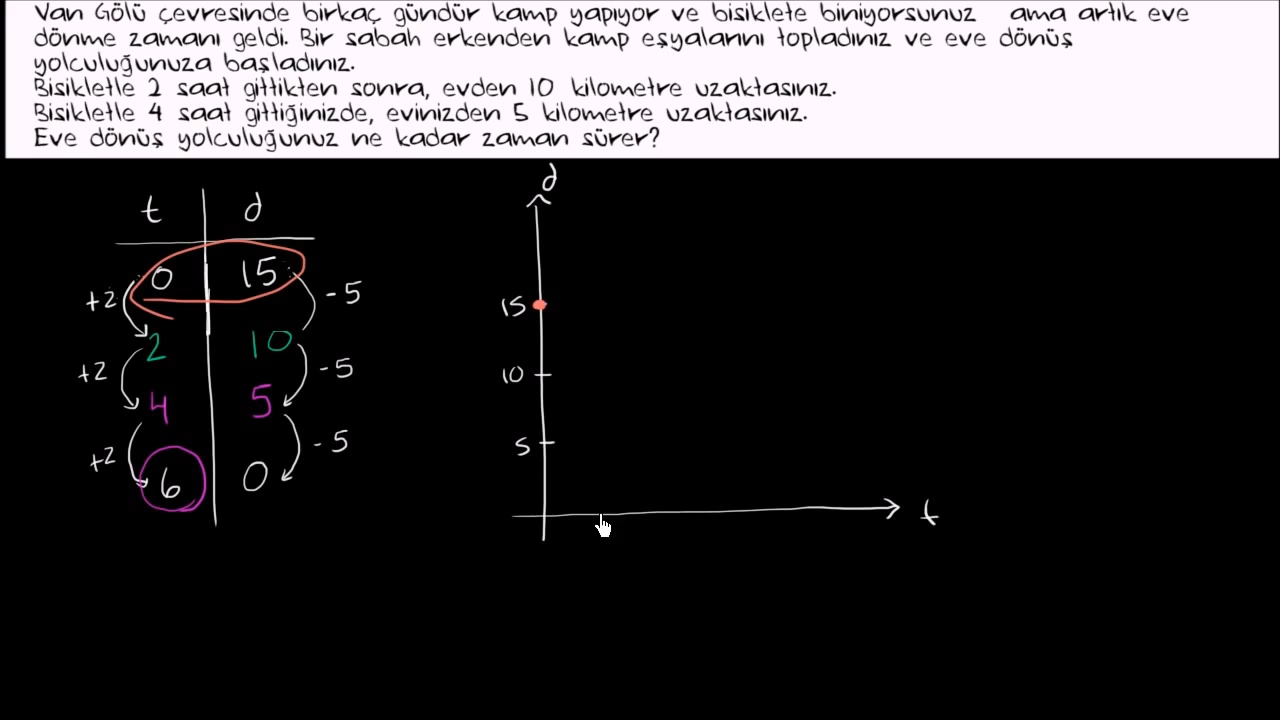 Van Gölü çevresinde birkaç gündür kamp yapıyor ve bisiklete biniyorsunuz ama artık eve
dönme zamanı geldi. Bir sabah erkenden kamp eşyalarını topladınız ve eve dönüş
yolculuğunuza başladınız.
Bisikletle 2 saat gittikten sonra, evden 10 kilometre uzaktasınız.
Bisikletle 4 saat gittiğinizde, evinizden 5 kilometre uzaktasınız.
Eve dönüş yolculuğunuz ne kadar zaman sürer?
t d
0 15
+2 -5
2 10
+2 -5
4 5
+2 -5
6 0
d
15
10
5
t